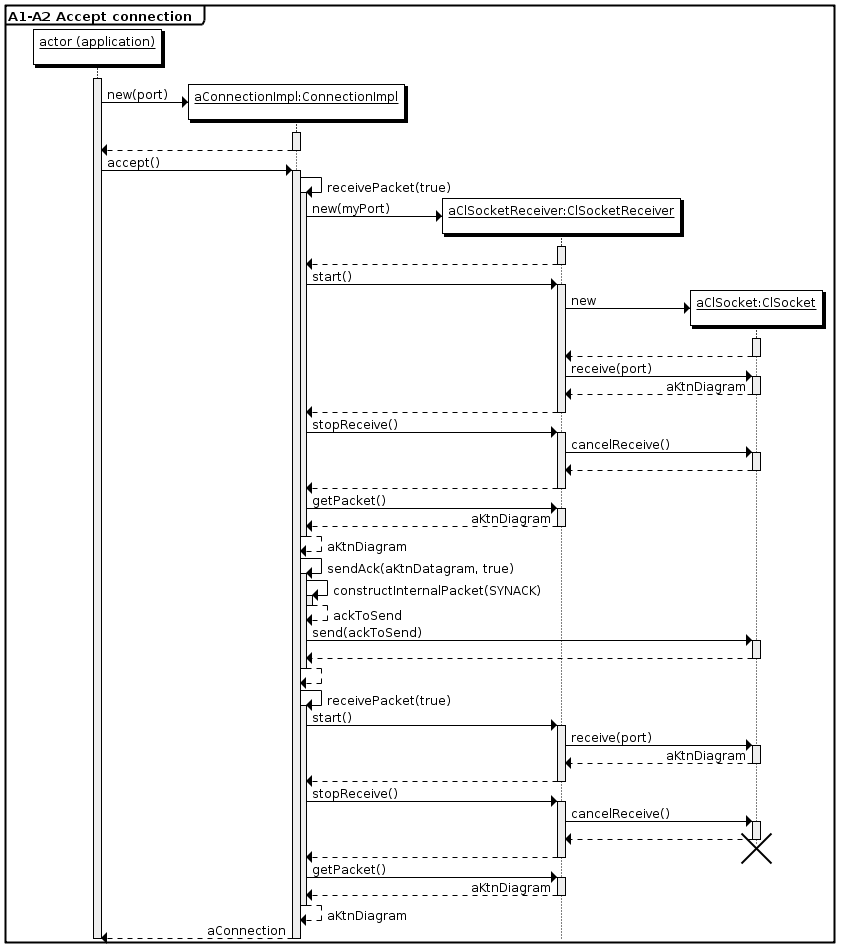 A1-A2 Accept connection
actor (application)
new(port)
aConnectionImpl:ConnectionImpl
accept()
receivePacket(true)
new(myPort)
aClSocketReceiver:ClSocketReceiver
start()
new
aClSocket:ClSocket
receive(port)
aKtnDiagram
stopReceive()
cancelReceive()
getPacket()
aKtnDiagram
aKtnDiagram
sendAck(aKtnDatagram, true)
constructInternalPacket(SYNACK)
ackToSend
send(ackToSend)
receivePacket(true)
start()
receive(port)
aKtnDiagram
stopReceive()
cancelReceive()
getPacket()
aKtnDiagram
aKtnDiagram
aConnection